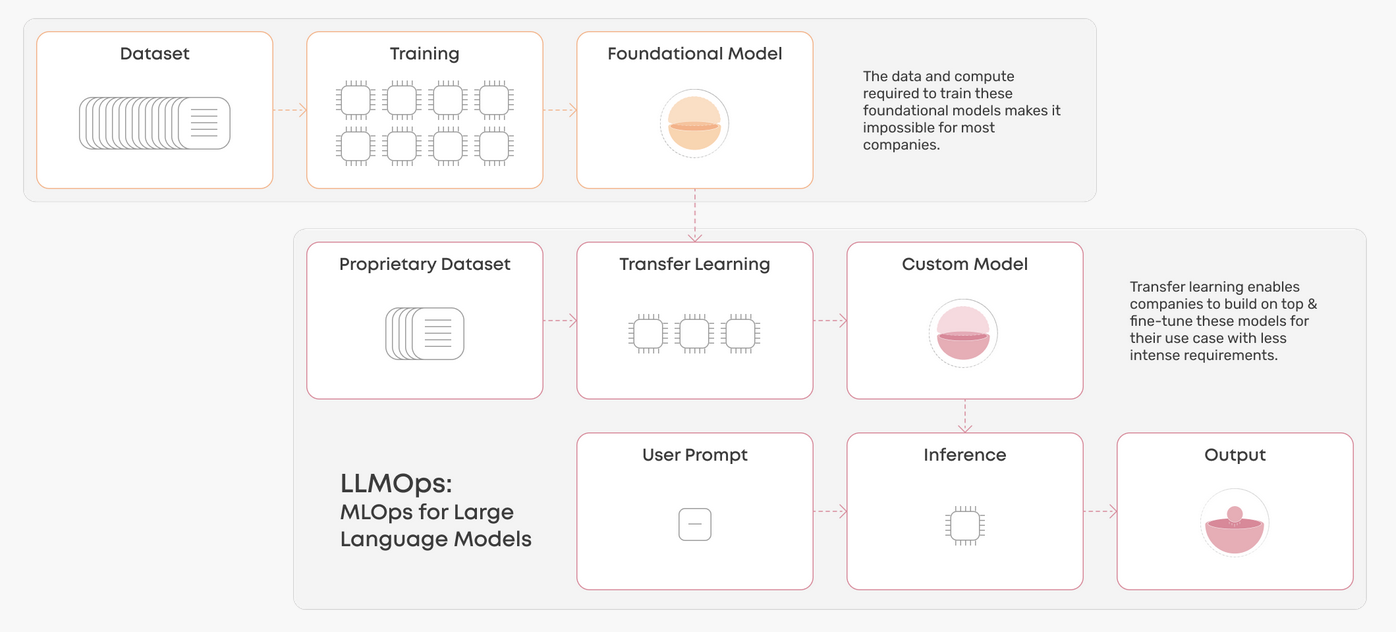 Dataset
Training
Foundational Model
The data and compute
required to train these
foundational models makes it
impossible for most
companies.
Proprietary Dataset
Transfer Learning
Custom Model
Transfer learning enables
companies to build on top &
fine-tune these models for
their use case with less
intense requirements.
LLMOps:
MLOps for Large
Language Models
User Prompt
Inference
Output